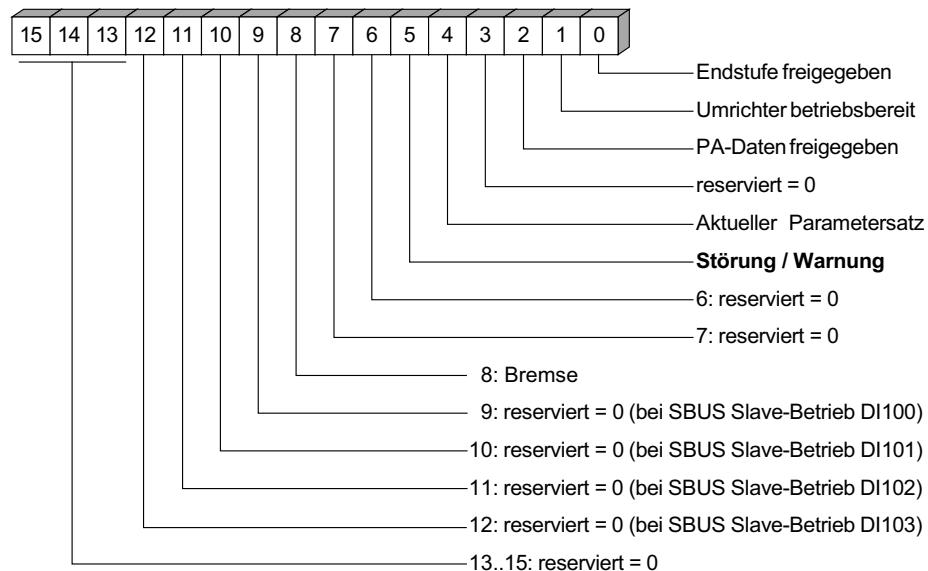 15 14 13 12 11 10 9 8 7 6 5 4 3 2 1 0
Endstufe freigegeben
Umrichter betriebsbereit
PA-Daten freigegeben
reserviert = 0
Aktueller Parametersatz
Störung / Warnung
6: reserviert = 0
7: reserviert = 0
8: Bremse
9: reserviert = 0 (bei SBUS Slave-Betrieb DI100)
10: reserviert = 0 (bei SBUS Slave-Betrieb DI101)
11: reserviert = 0 (bei SBUS Slave-Betrieb DI102)
12: reserviert = 0 (bei SBUS Slave-Betrieb DI103)
13..15: reserviert = 0